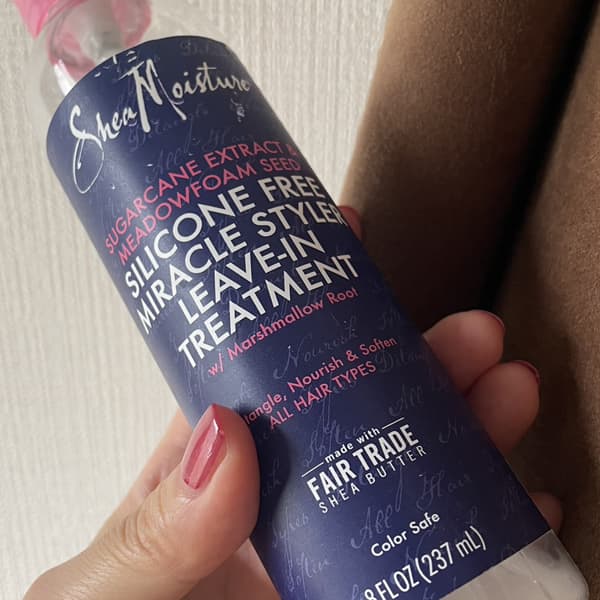 SheaMoisture
SUGARCANE EXTRACT &
MEADOWFOAM SEED
SILICONE FREE
MIRACLE STYLER
LEAVE-IN
TREATMENT
w/ Marshmallow Root
Nourish & Soften
ALL HAIR TYPES
made with
FAIR TRADE
SHEA BUTTER
Color Safe
8 FL OZ (237 mL)